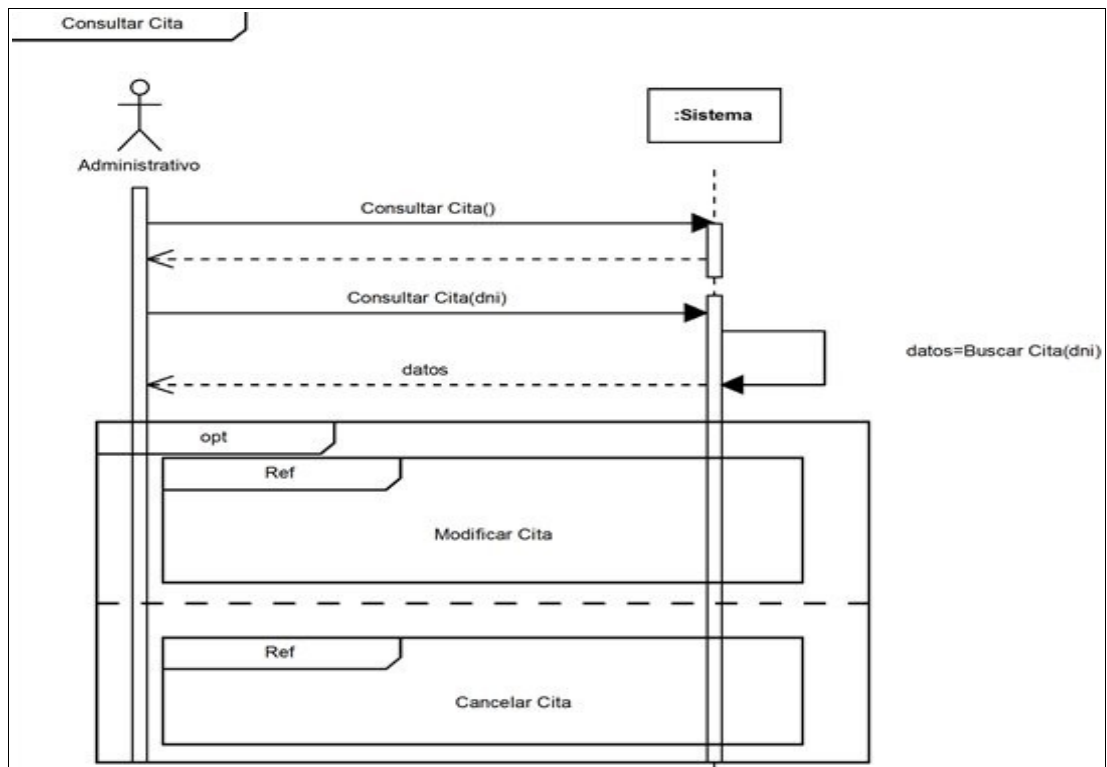 Consultar Cita
:Sistema
Administrativo
Consultar Cita()
Consultar Cita(dni)
datos=Buscar Cita(dni)
datos
opt
Ref
Modificar Cita
Ref
Cancelar Cita